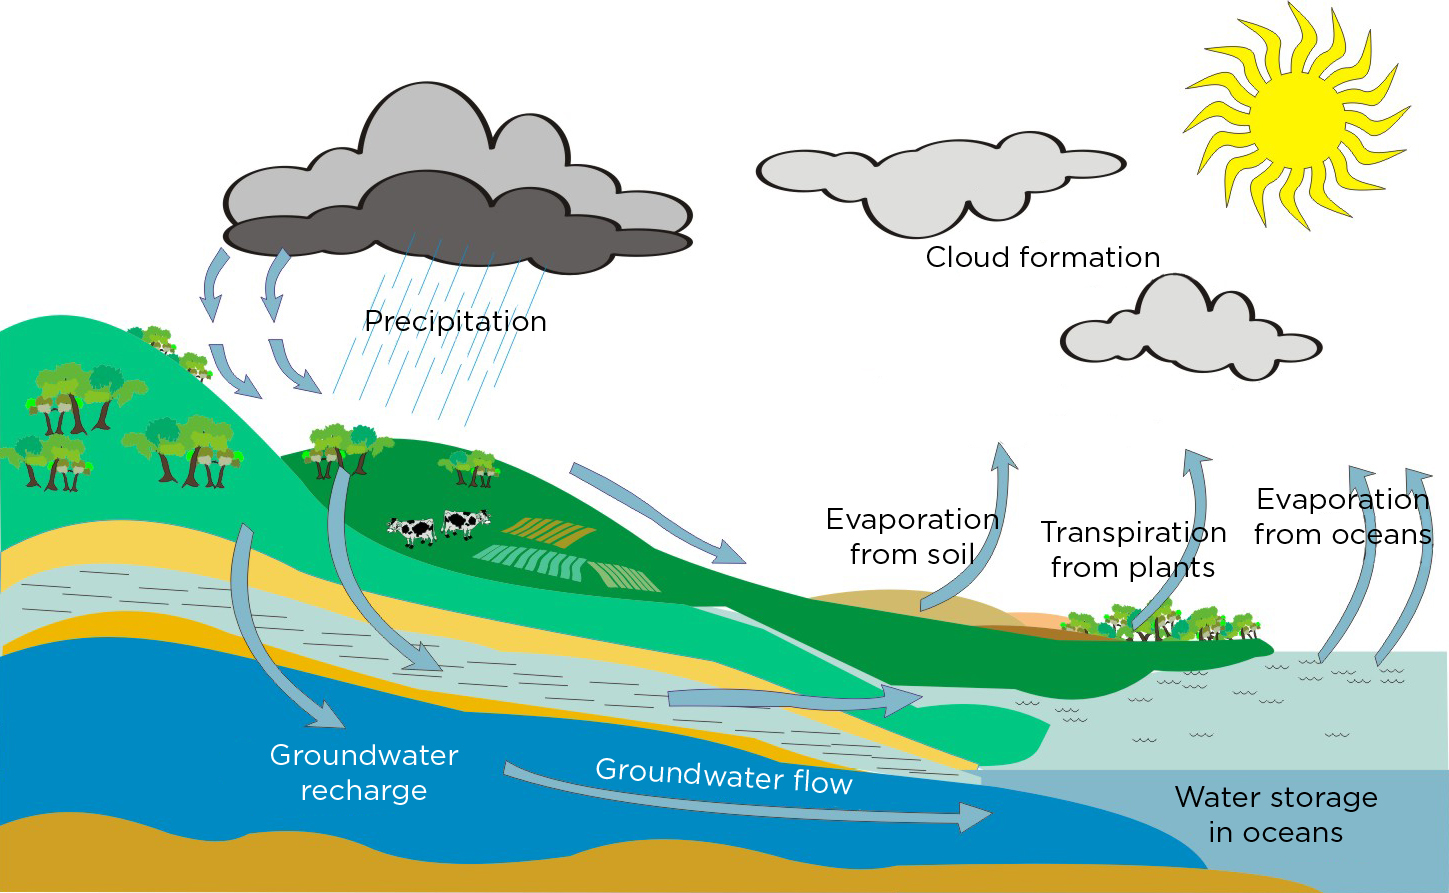 Cloud formation
Precipitation
Evaporation
from soil
Transpiration
from plants
Evaporation
from oceans
Groundwater
recharge
Groundwater flow
Water storage
in oceans